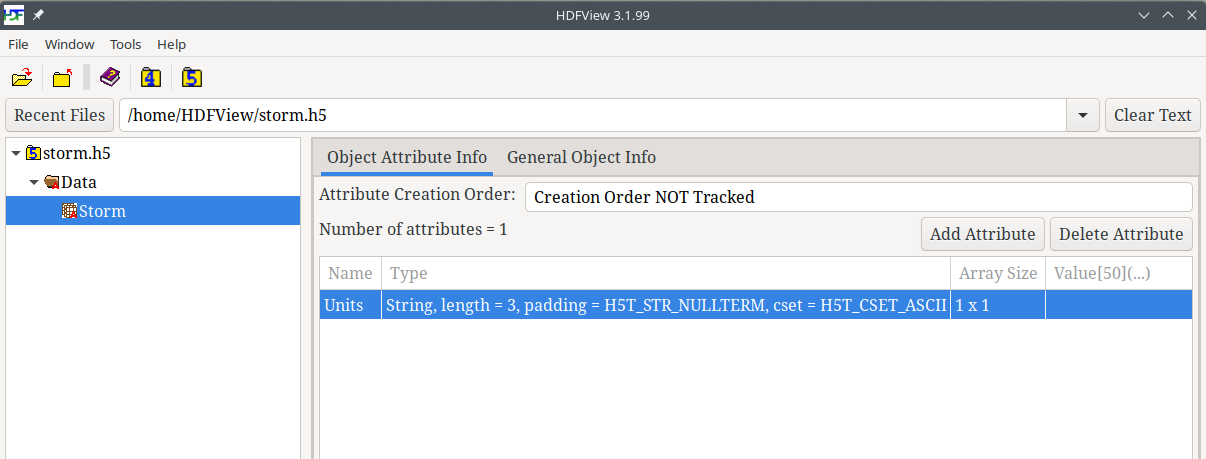 HDF HDFView 3.1.99
File Window Tools Help
4 5
Recent Files /home/HDFView/storm.h5 Clear Text
5 storm.h5
Object Attribute Info General Object Info
Data
Attribute Creation Order: Creation Order NOT Tracked
Storm
Number of attributes = 1 Add Attribute Delete Attribute
Name Type Array Size Value[50](...)
Units String, length = 3, padding = H5T_STR_NULLTERM, cset = H5T_CSET_ASCII 1 x 1